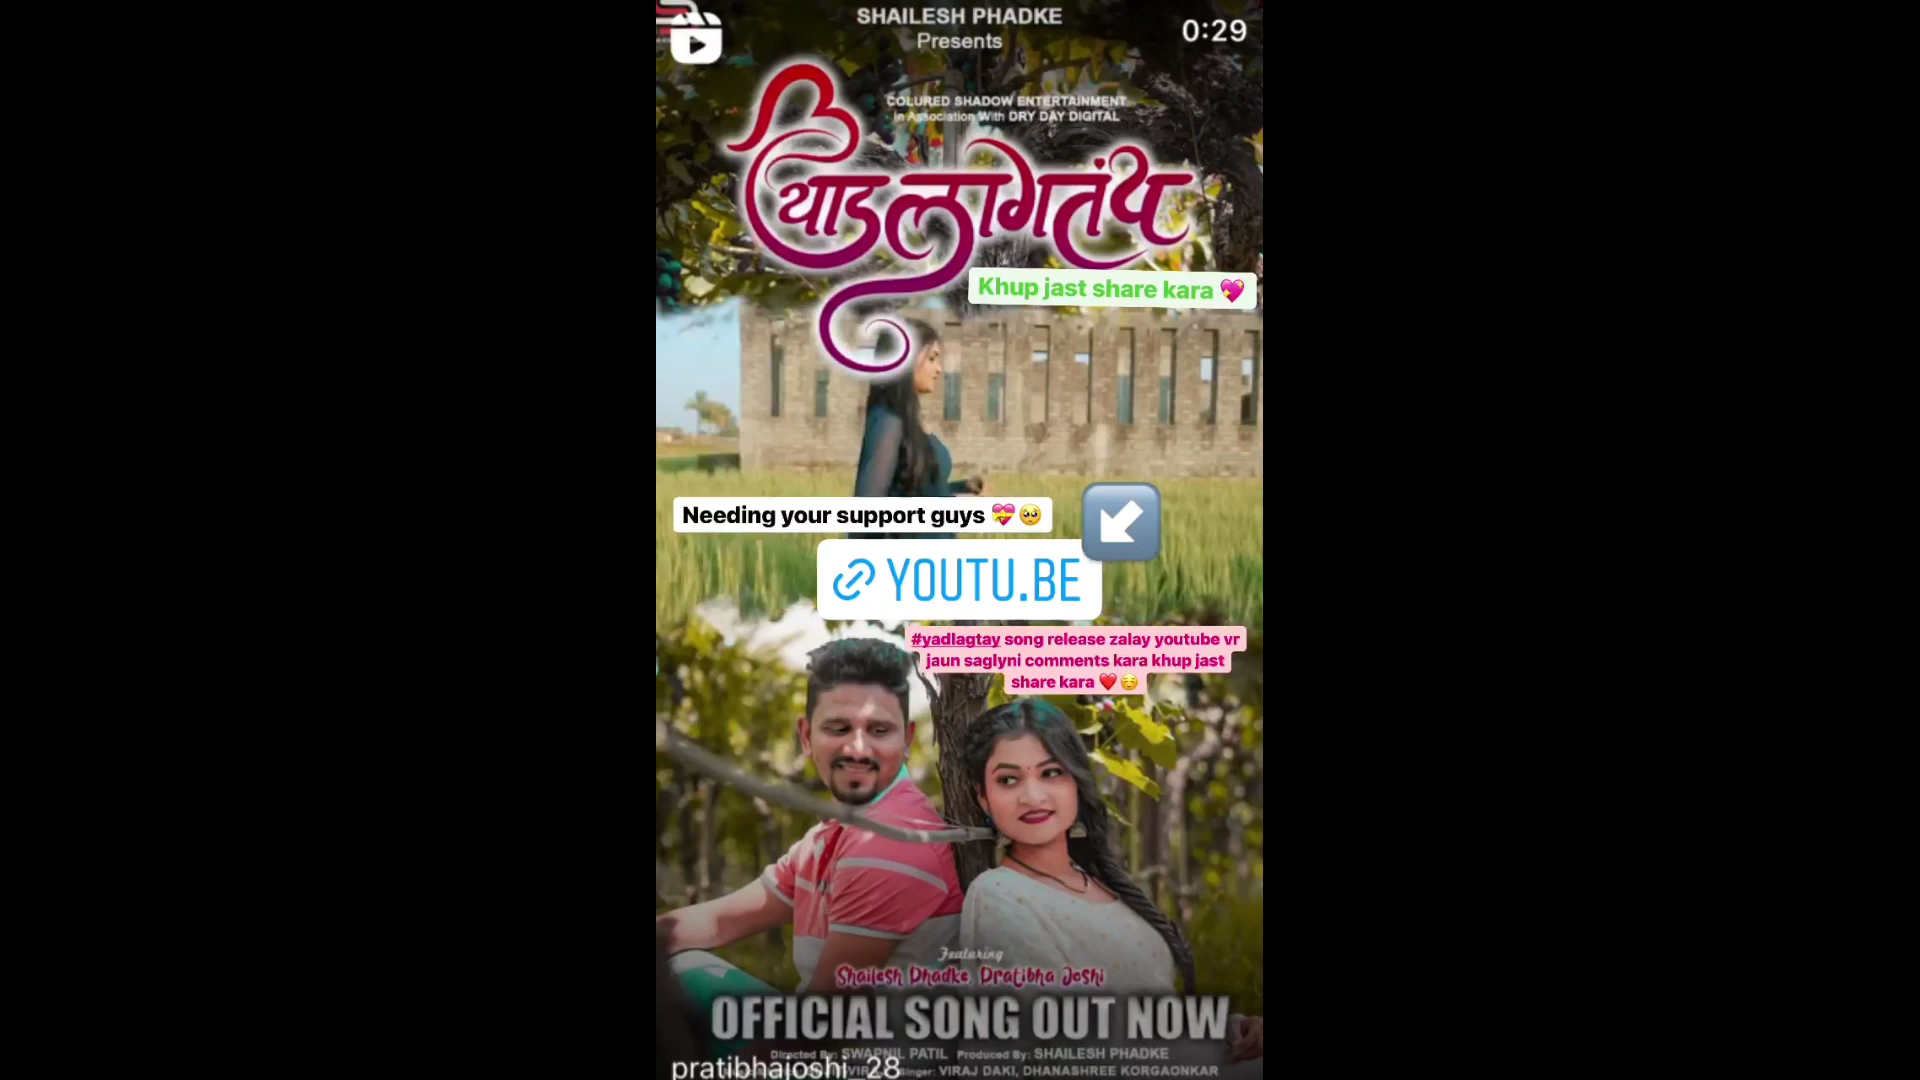 SHAILESH PHADKE
Presents
0:29
COLURED SHADOW ENTERTAINMENT
In Association With DRY DAY DIGITAL
याड लागतंय
Khup jast share kara 💖
Needing your support guys 💝🥺
YOUTU.BE
#yadlagtay song release zalay youtube vr
jaun saglyni comments kara khup jast
share kara ❤️☺️
Featuring
Shailesh Phadke, Pratibha Joshi
OFFICIAL SONG OUT NOW
Directed By: SWAPNIL PATIL Produced By: SHAILESH PHADKE
pratibhajoshi_28
Singer: VIRAJ DAKI, DHANASHREE KORGAONKAR